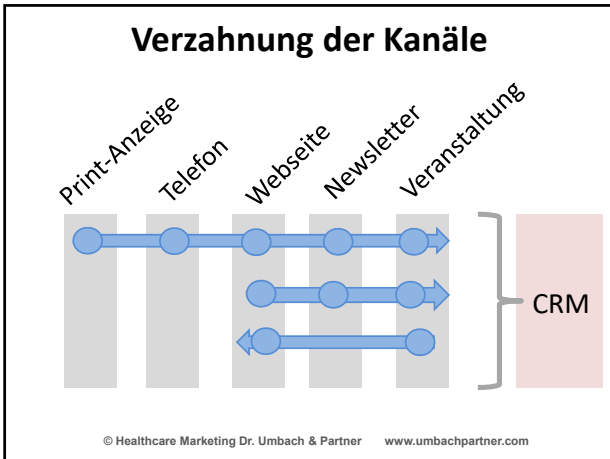 Verzahnung der Kanäle
Print-Anzeige
Telefon
Webseite
Newsletter
Veranstaltung
CRM
© Healthcare Marketing Dr. Umbach & Partner www.umbachpartner.com